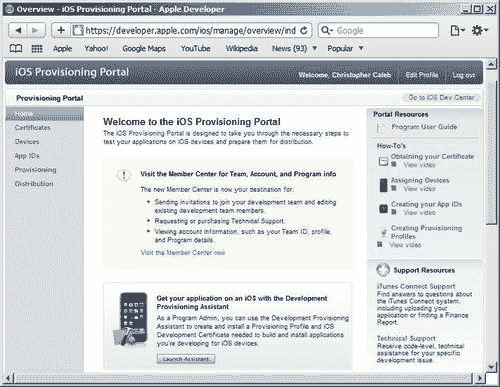 Overview - iOS Provisioning Portal - Apple Developer
https://developer.apple.com/ios/manage/overview/ind
Google
Apple
Yahoo!
Google Maps
YouTube
Wikipedia
News (93)
Popular
iOS Provisioning Portal
Welcome, Christopher Caleb
Edit Profile
Log out
Provisioning Portal
Go to iOS Dev Center
Home
Certificates
Devices
App IDs
Provisioning
Distribution
Welcome to the iOS Provisioning Portal
The iOS Provisioning Portal is designed to take you through the necessary steps to
test your applications on iOS devices and prepare them for distribution.
Visit the Member Center for Team, Account, and Program info
The new Member Center is now your destination for:
Sending invitations to join your development team and editing
existing development team members.
Requesting or purchasing Technical Support.
Viewing account information, such as your Team ID, profile,
and Program details.
Visit the Member Center now
Get your application on an iOS with the Development
Provisioning Assistant
As a Program Admin, you can use the Development Provisioning
Assistant to create and install a Provisioning Profile and iOS
Development Certificate needed to build and install applications
you're developing for iOS devices.
Launch Assistant
Portal Resources
Program User Guide
How-To's
Obtaining your Certificate
View video
Assigning Devices
View video
Creating your App IDs
View video
Creating Provisioning
Profiles
View video
Support Resources
iTunes Connect Support
Find answers to questions about
the iTunes Connect system,
including uploading your
application or finding a Finance
Report.
Technical Support
Receive code-level, technical
assistance for your specific
development issue.